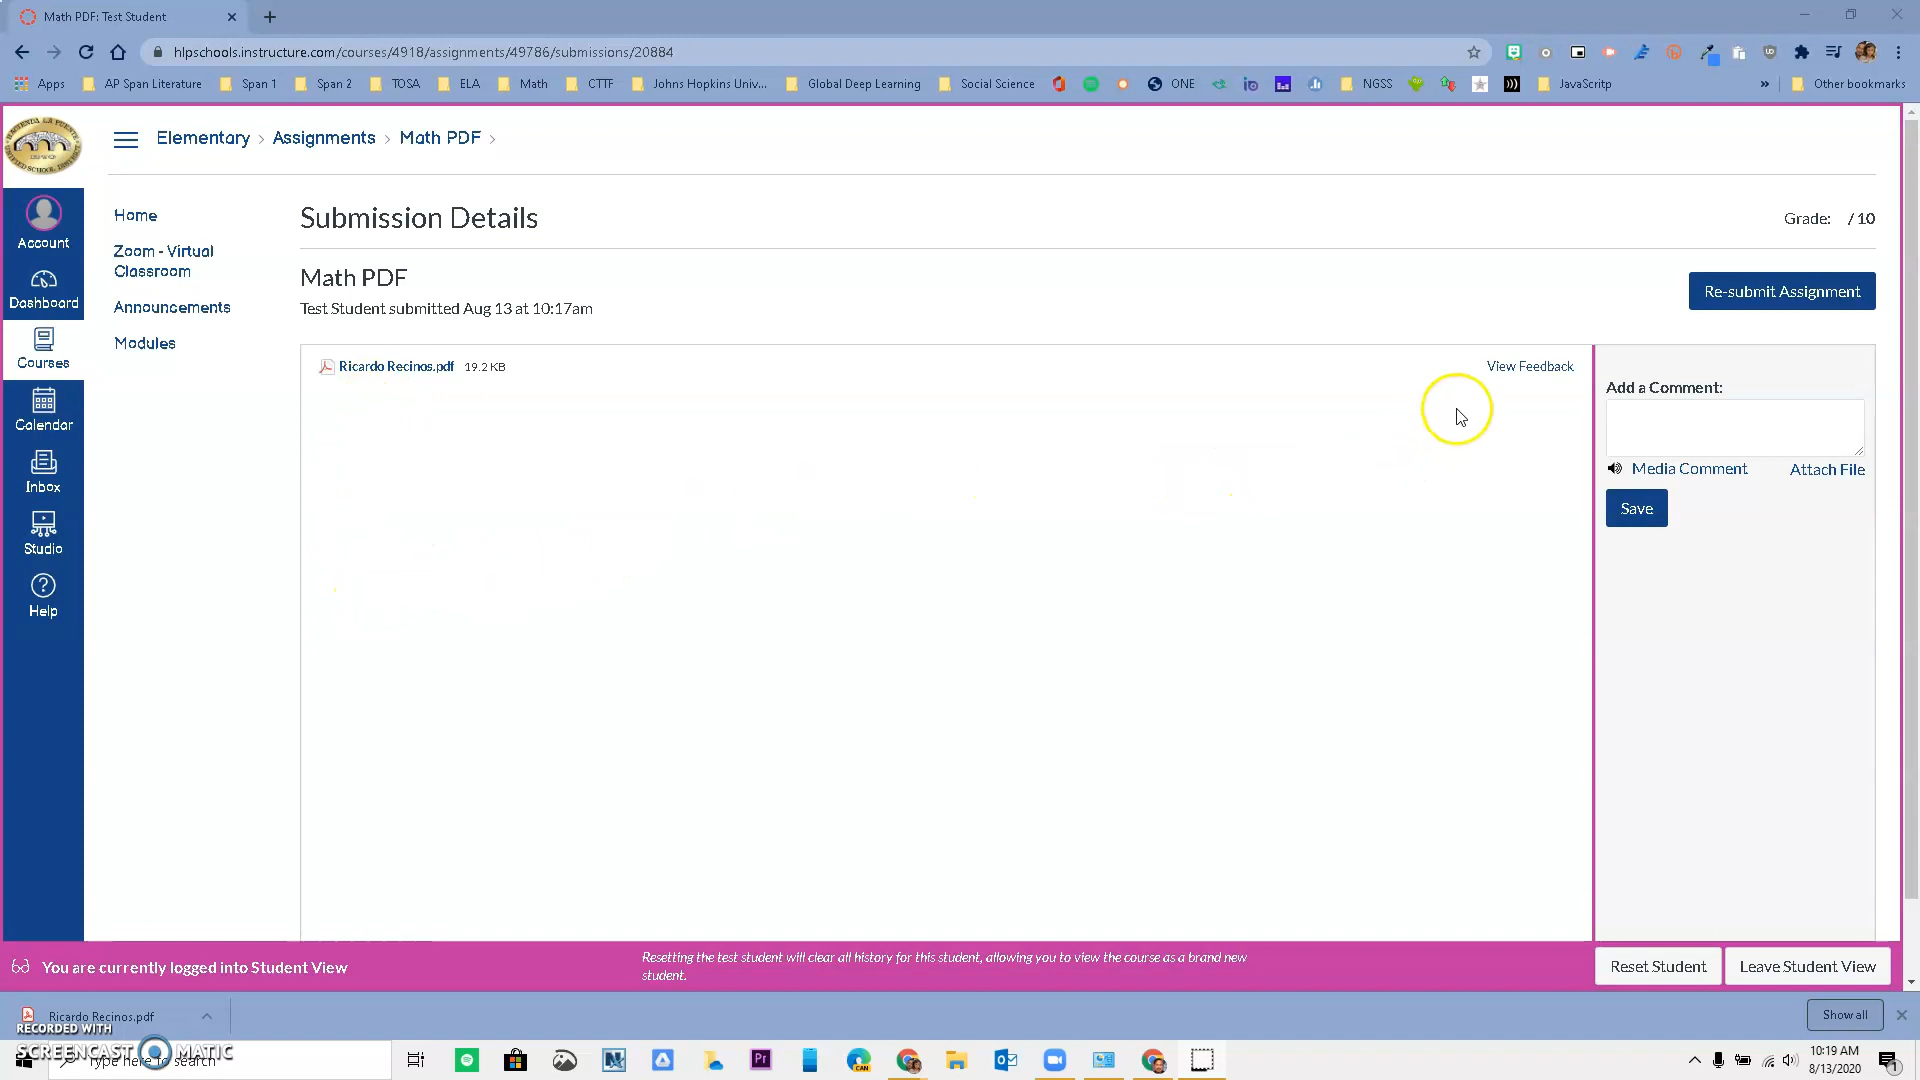 Math PDF: Test Student
hlpschools.instructure.com/courses/4918/assignments/49786/submissions/20884
Apps AP Span Literature Span 1 Span 2 TOSA ELA Math CTTF Johns Hopkins Univ... Global Deep Learning Social Science ONE NGSS JavaScritp » Other bookmarks
Elementary > Assignments > Math PDF >
Account
Dashboard
Courses
Calendar
Inbox
Studio
Help
Home
Zoom - Virtual
Classroom
Announcements
Modules
Submission Details
Grade: / 10
Math PDF
Test Student submitted Aug 13 at 10:17am
Re-submit Assignment
Ricardo Recinos.pdf 19.2 KB
View Feedback
Add a Comment:
Media Comment
Attach File
Save
You are currently logged into Student View
Resetting the test student will clear all history for this student, allowing you to view the course as a brand new
student.
Reset Student
Leave Student View
Ricardo Recinos.pdf
Show all
RECORDED WITH
SCREENCAST MATIC
Type here to search
Pr
CAN
10:19 AM
8/13/2020
1